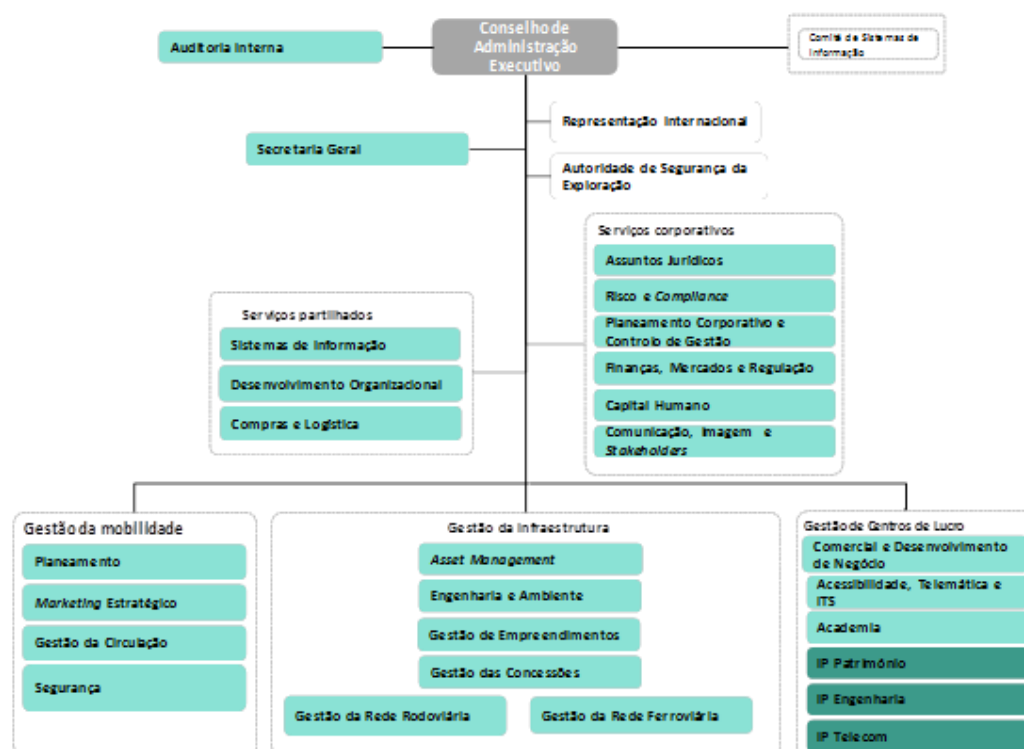 Conselho de
Administração
Executivo
Auditoria Interna
Comité de Sistemas de
Informação
Representação Internacional
Secretaria Geral
Autoridade de Segurança da
Exploração
Serviços corporativos
Assuntos Jurídicos
Risco e Compliance
Planeamento Corporativo e
Controlo de Gestão
Finanças, Mercados e Regulação
Capital Humano
Comunicação, Imagem e
Stakeholders
Serviços partilhados
Sistemas de Informação
Desenvolvimento Organizacional
Compras e Logística
Gestão da mobilidade
Planeamento
Marketing Estratégico
Gestão da Circulação
Segurança
Gestão da Infraestrutura
Asset Management
Engenharia e Ambiente
Gestão de Empreendimentos
Gestão das Concessões
Gestão da Rede Rodoviária
Gestão da Rede Ferroviária
Gestão de Centros de Lucro
Comercial e Desenvolvimento
de Negócio
Acessibilidade, Telemática e
ITS
Academia
IP Património
IP Engenharia
IP Telecom